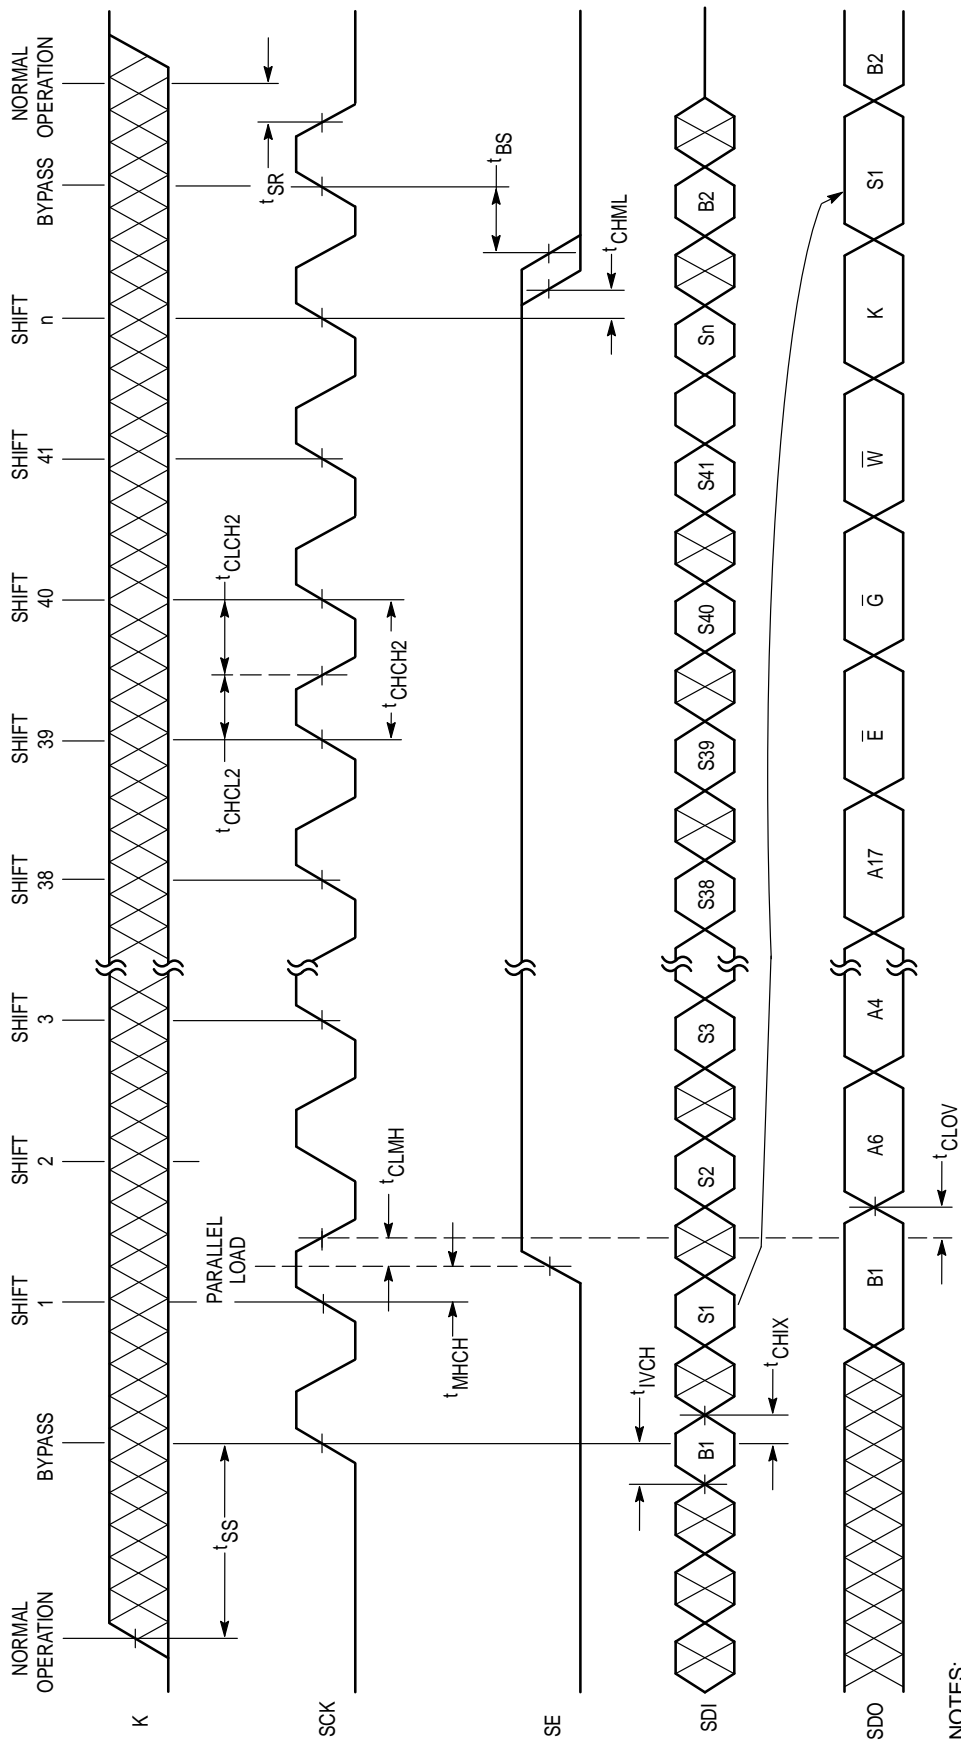 NORMAL
OPERATION
BYPASS
SHIFT
1
SHIFT
2
SHIFT
3
SHIFT
38
SHIFT
39
SHIFT
40
SHIFT
41
SHIFT
n
BYPASS
NORMAL
OPERATION
K
tSS
PARALLEL
LOAD
tCHCL2
tCLCH2
tSR
SCK
tMHCH
tCLMH
tCHCH2
SE
tBS
tCHML
tIVCH
SDI
B1
S1
S2
S3
S38
S39
S40
S41
Sn
B2
tCHIX
SDO
B1
A6
A4
A17
E̅
G̅
W̅
K
S1
B2
tCLOV
NOTES: